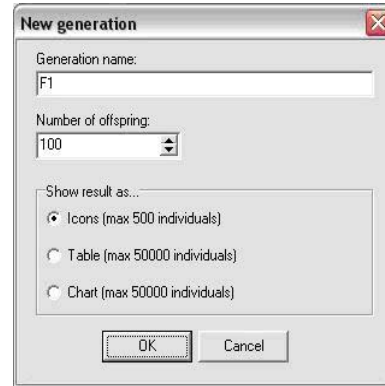 New generation
Generation name:
F1
Number of offspring:
100
Show result as...
Icons (max 500 individuals)
Table (max 50000 individuals)
Chart (max 50000 individuals)
OK Cancel